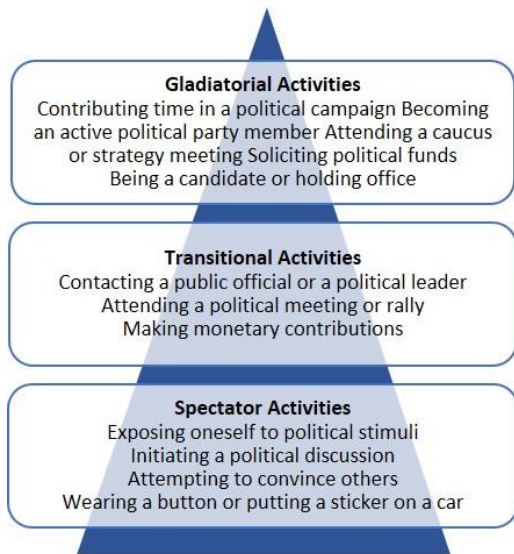 Gladiatorial Activities
Contributing time in a political campaign Becoming
an active political party member Attending a caucus
or strategy meeting Soliciting political funds
Being a candidate or holding office
Transitional Activities
Contacting a public official or a political leader
Attending a political meeting or rally
Making monetary contributions
Spectator Activities
Exposing oneself to political stimuli
Initiating a political discussion
Attempting to convince others
Wearing a button or putting a sticker on a car